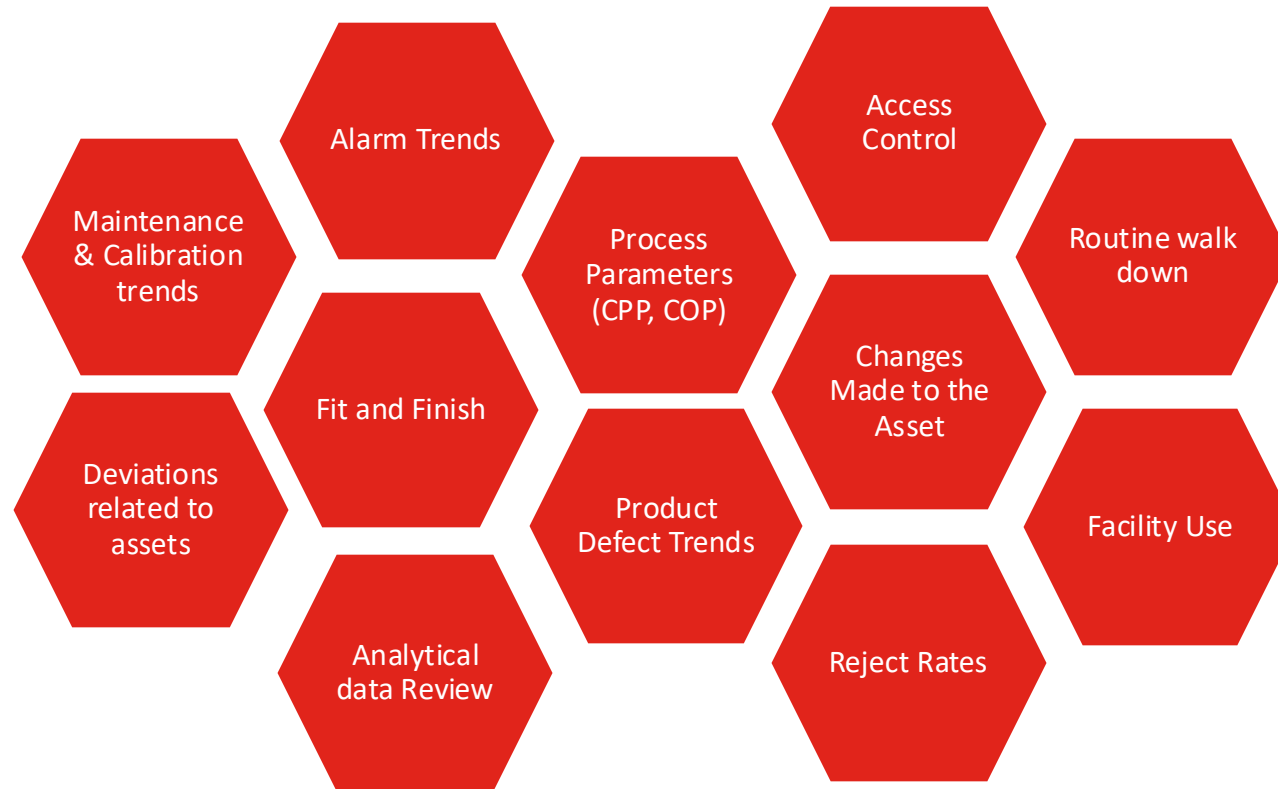 Alarm Trends
Access
Control
Maintenance
& Calibration
trends
Process
Parameters
(CPP, COP)
Routine walk
down
Fit and Finish
Changes
Made to the
Asset
Deviations
related to
assets
Product
Defect Trends
Facility Use
Analytical
data Review
Reject Rates